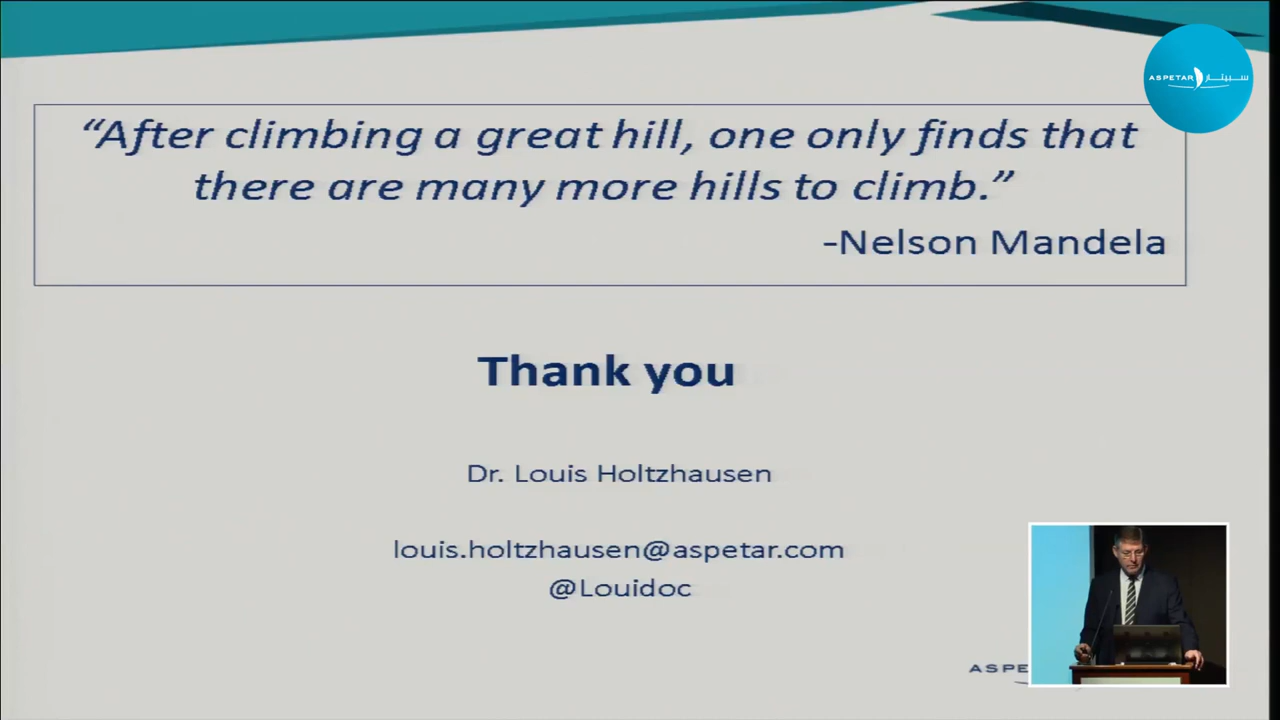 ASPETAR سبيتار
“After climbing a great hill, one only finds that
there are many more hills to climb.”
-Nelson Mandela
Thank you
Dr. Louis Holtzhausen
louis.holtzhausen@aspetar.com
@Louidoc